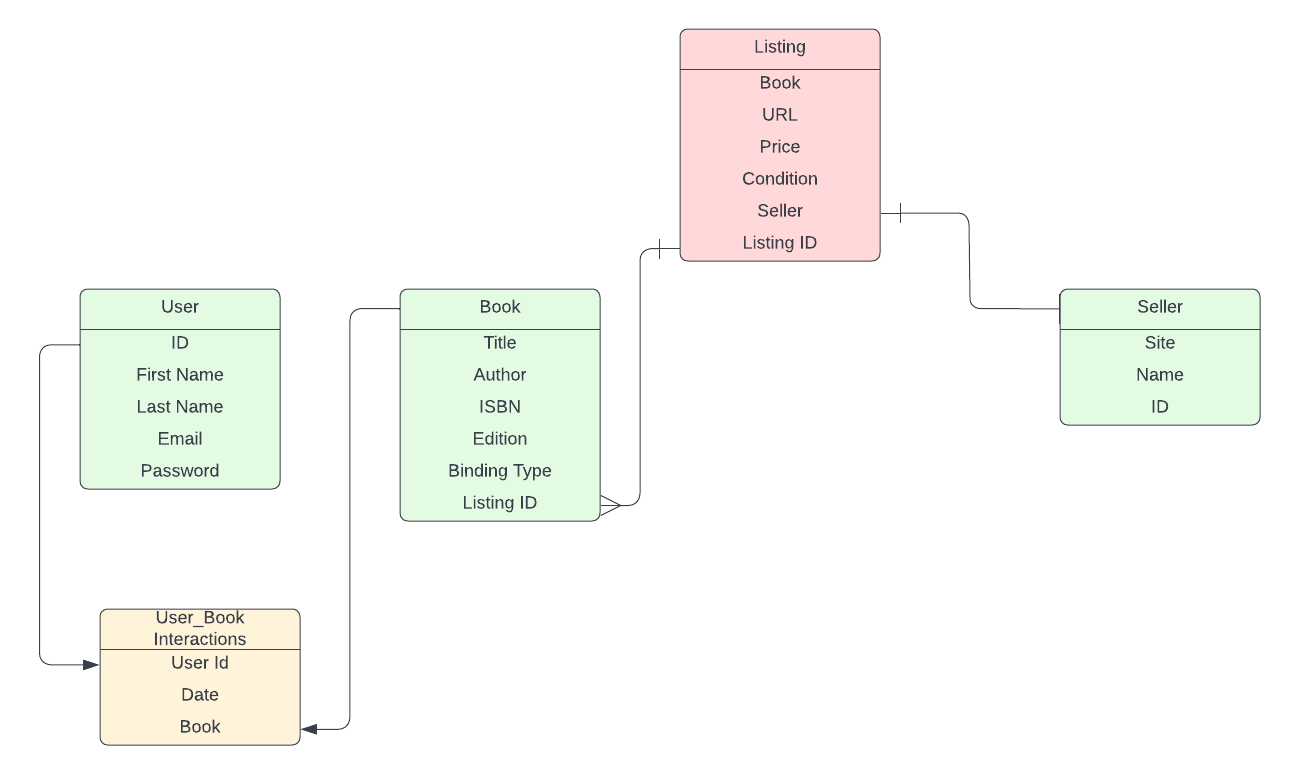 Listing
Book
URL
Price
Condition
Seller
Listing ID
User
ID
First Name
Last Name
Email
Password
Book
Title
Author
ISBN
Edition
Binding Type
Listing ID
Seller
Site
Name
ID
User_Book
Interactions
User Id
Date
Book